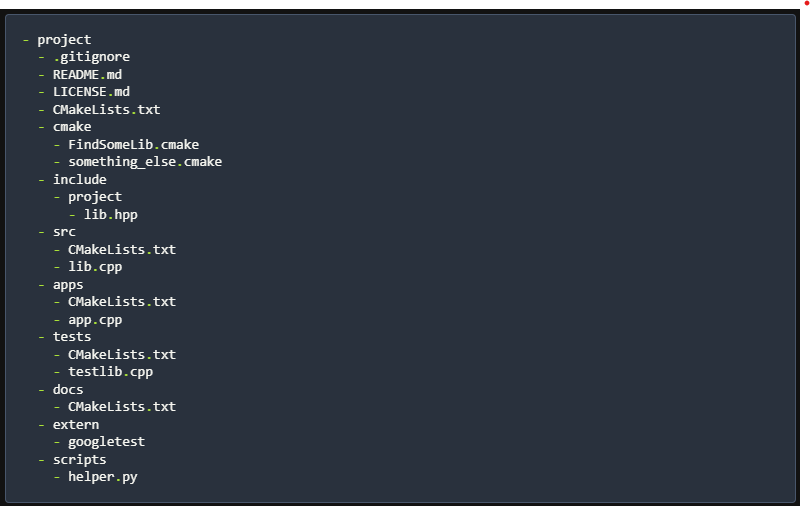 - project
  - .gitignore
  - README.md
  - LICENSE.md
  - CMakeLists.txt
  - cmake
    - FindSomeLib.cmake
    - something_else.cmake
  - include
    - project
      - lib.hpp
  - src
    - CMakeLists.txt
    - lib.cpp
  - apps
    - CMakeLists.txt
    - app.cpp
  - tests
    - CMakeLists.txt
    - testlib.cpp
  - docs
    - CMakeLists.txt
  - extern
    - googletest
  - scripts
    - helper.py